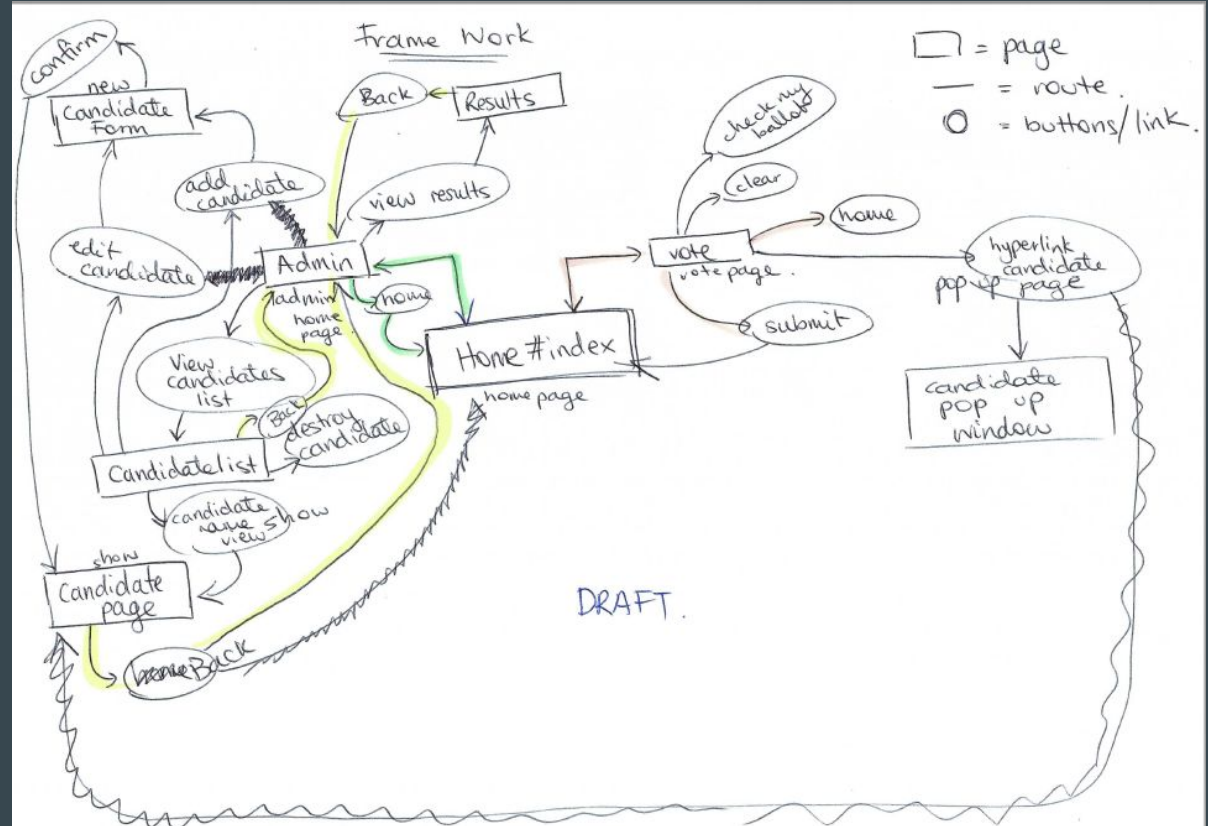 Frame Work
= page
= route.
= buttons/link.
confirm
new
Candidate
Form
Back
Results
check my
ballot
clear
home
add
candidate
view results
edit
candidate
Admin
admin
home
page.
home
vote
vote page.
hyperlink
candidate
pop up page
submit
Home #index
homepage
View
candidates
list
Back
destroy
candidate
candidate
pop up
window
Candidatelist
candidate
name show
view
show
Candidate
page
Back
DRAFT.